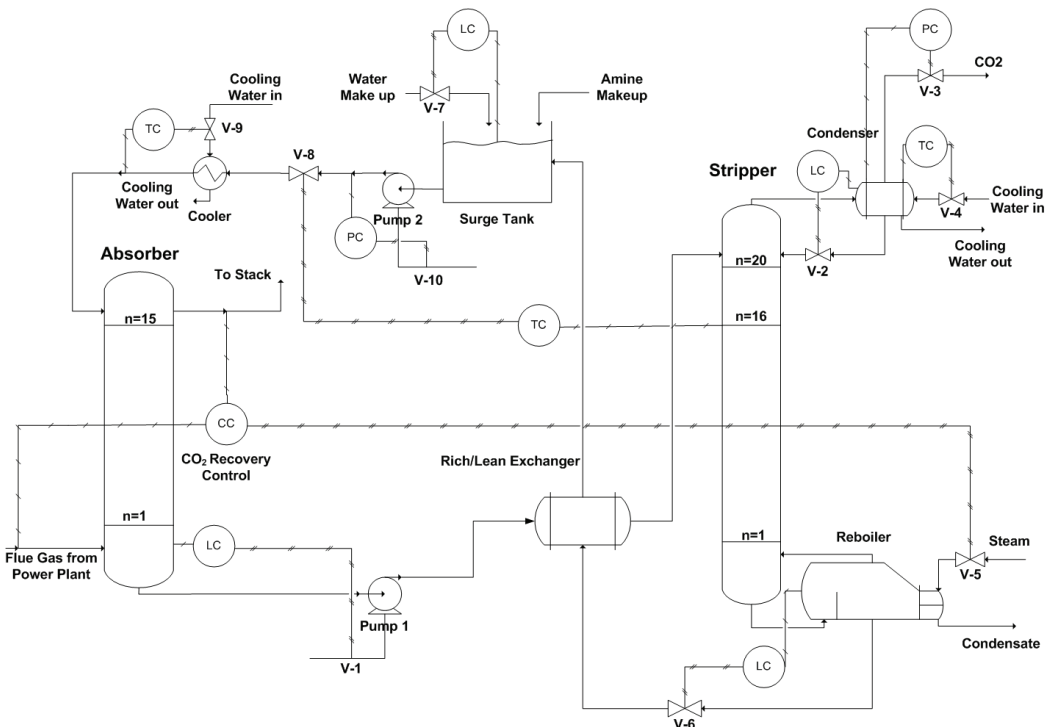 LC
PC
Cooling
Water in
Water
Make up
Amine
Makeup
CO2
V-7
V-3
TC
V-9
V-8
Condenser
TC
LC
Stripper
Cooling
Water out
Cooler
Pump 2
Surge Tank
V-4
Cooling
Water in
PC
Absorber
V-10
V-2
Cooling
Water out
To Stack
n=20
n=15
TC
n=16
CC
CO₂ Recovery
Control
Rich/Lean Exchanger
n=1
n=1
Reboiler
LC
Flue Gas from
Power Plant
Steam
V-5
Pump 1
Condensate
V-1
LC
V-6